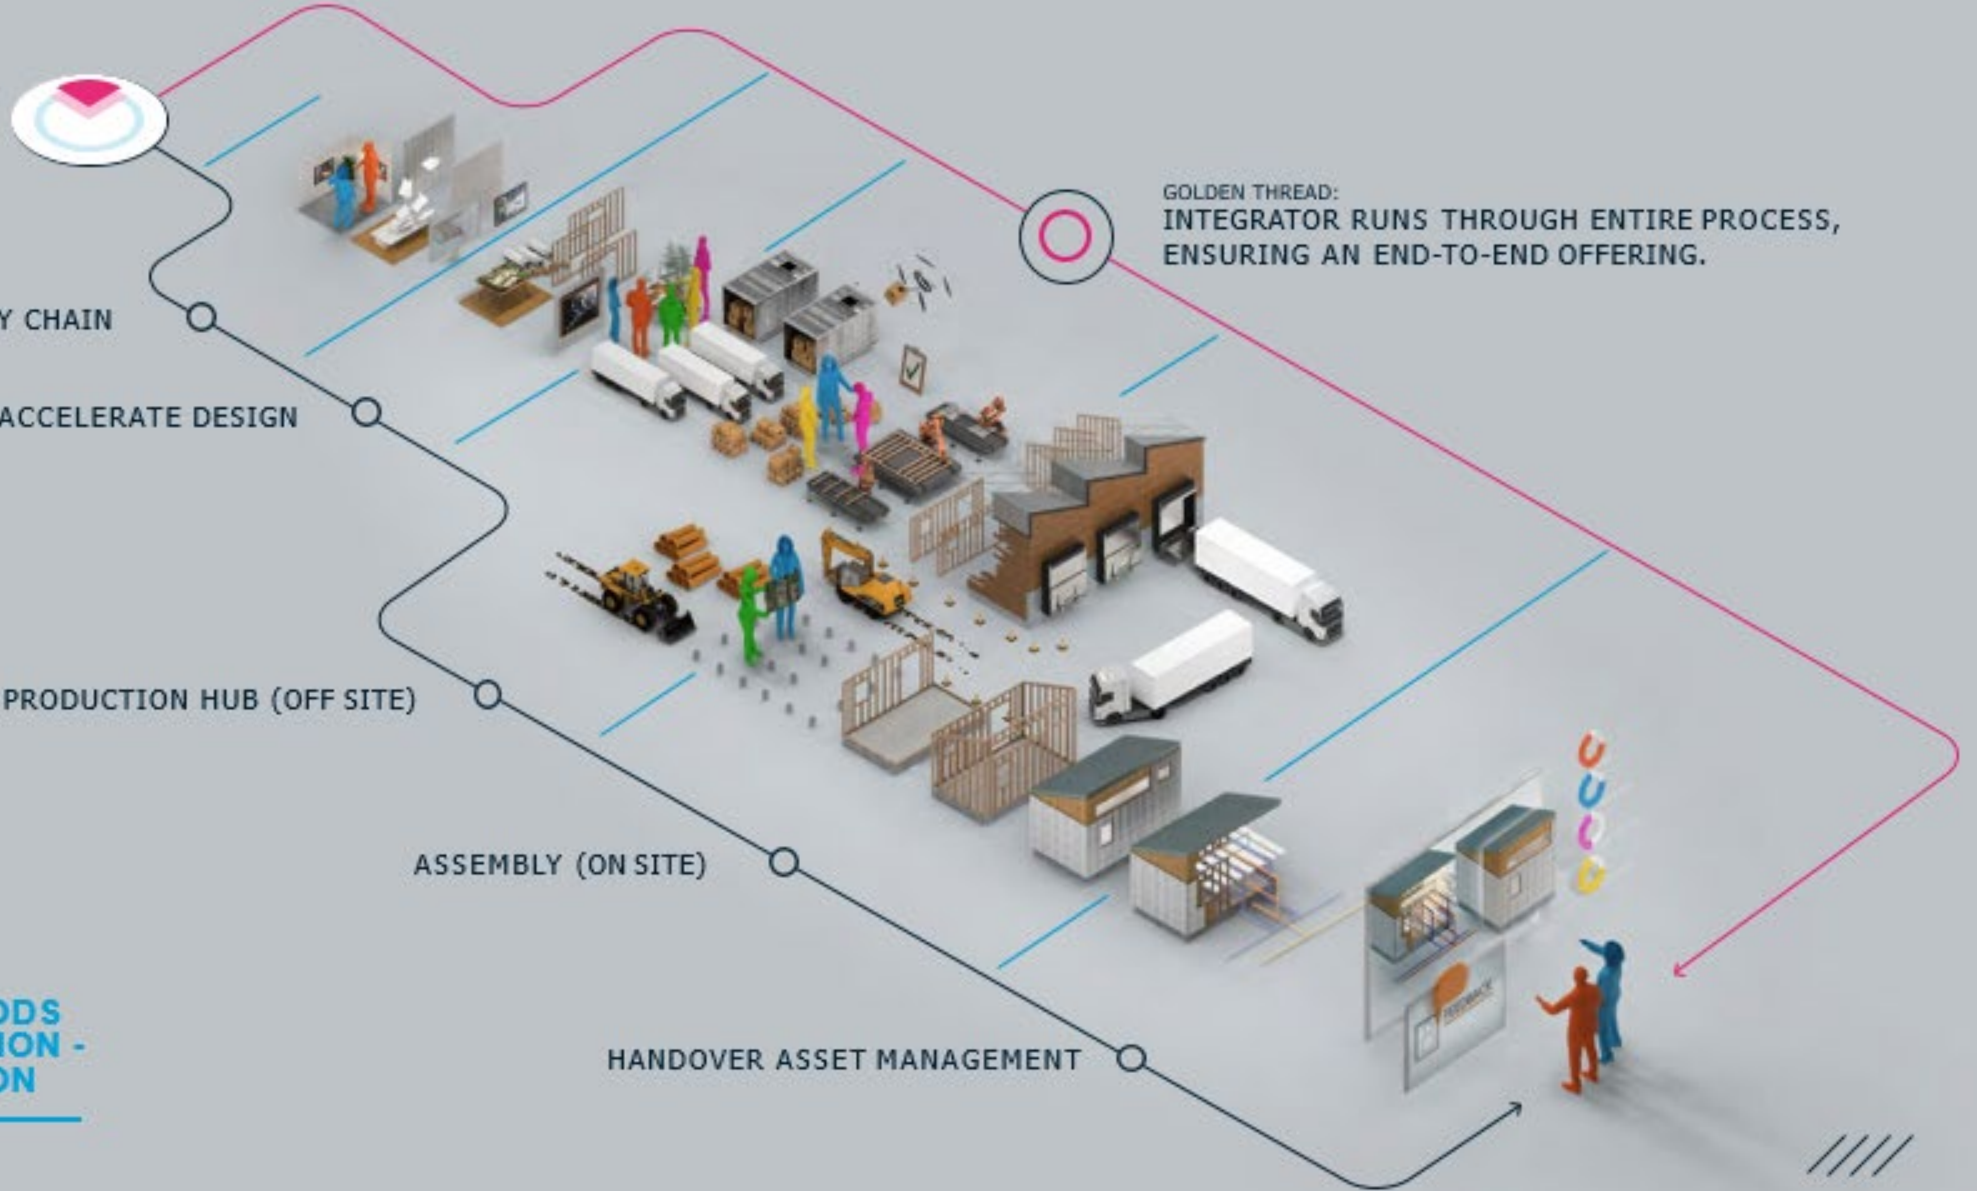 GOLDEN THREAD:
INTEGRATOR RUNS THROUGH ENTIRE PROCESS,
ENSURING AN END-TO-END OFFERING.
Y CHAIN
ACCELERATE DESIGN
PRODUCTION HUB (OFF SITE)
ASSEMBLY (ON SITE)
FEEDBACK
ODS
ION -
ON
HANDOVER ASSET MANAGEMENT